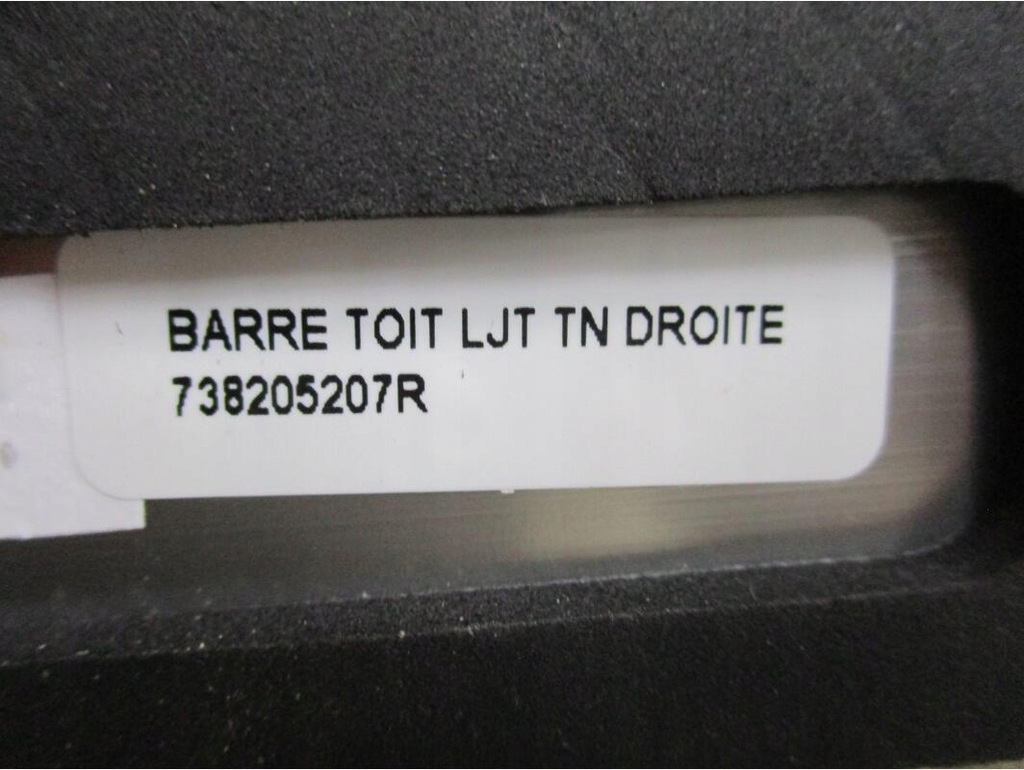 BARRE TOIT LJT TN DROITE
738205207R